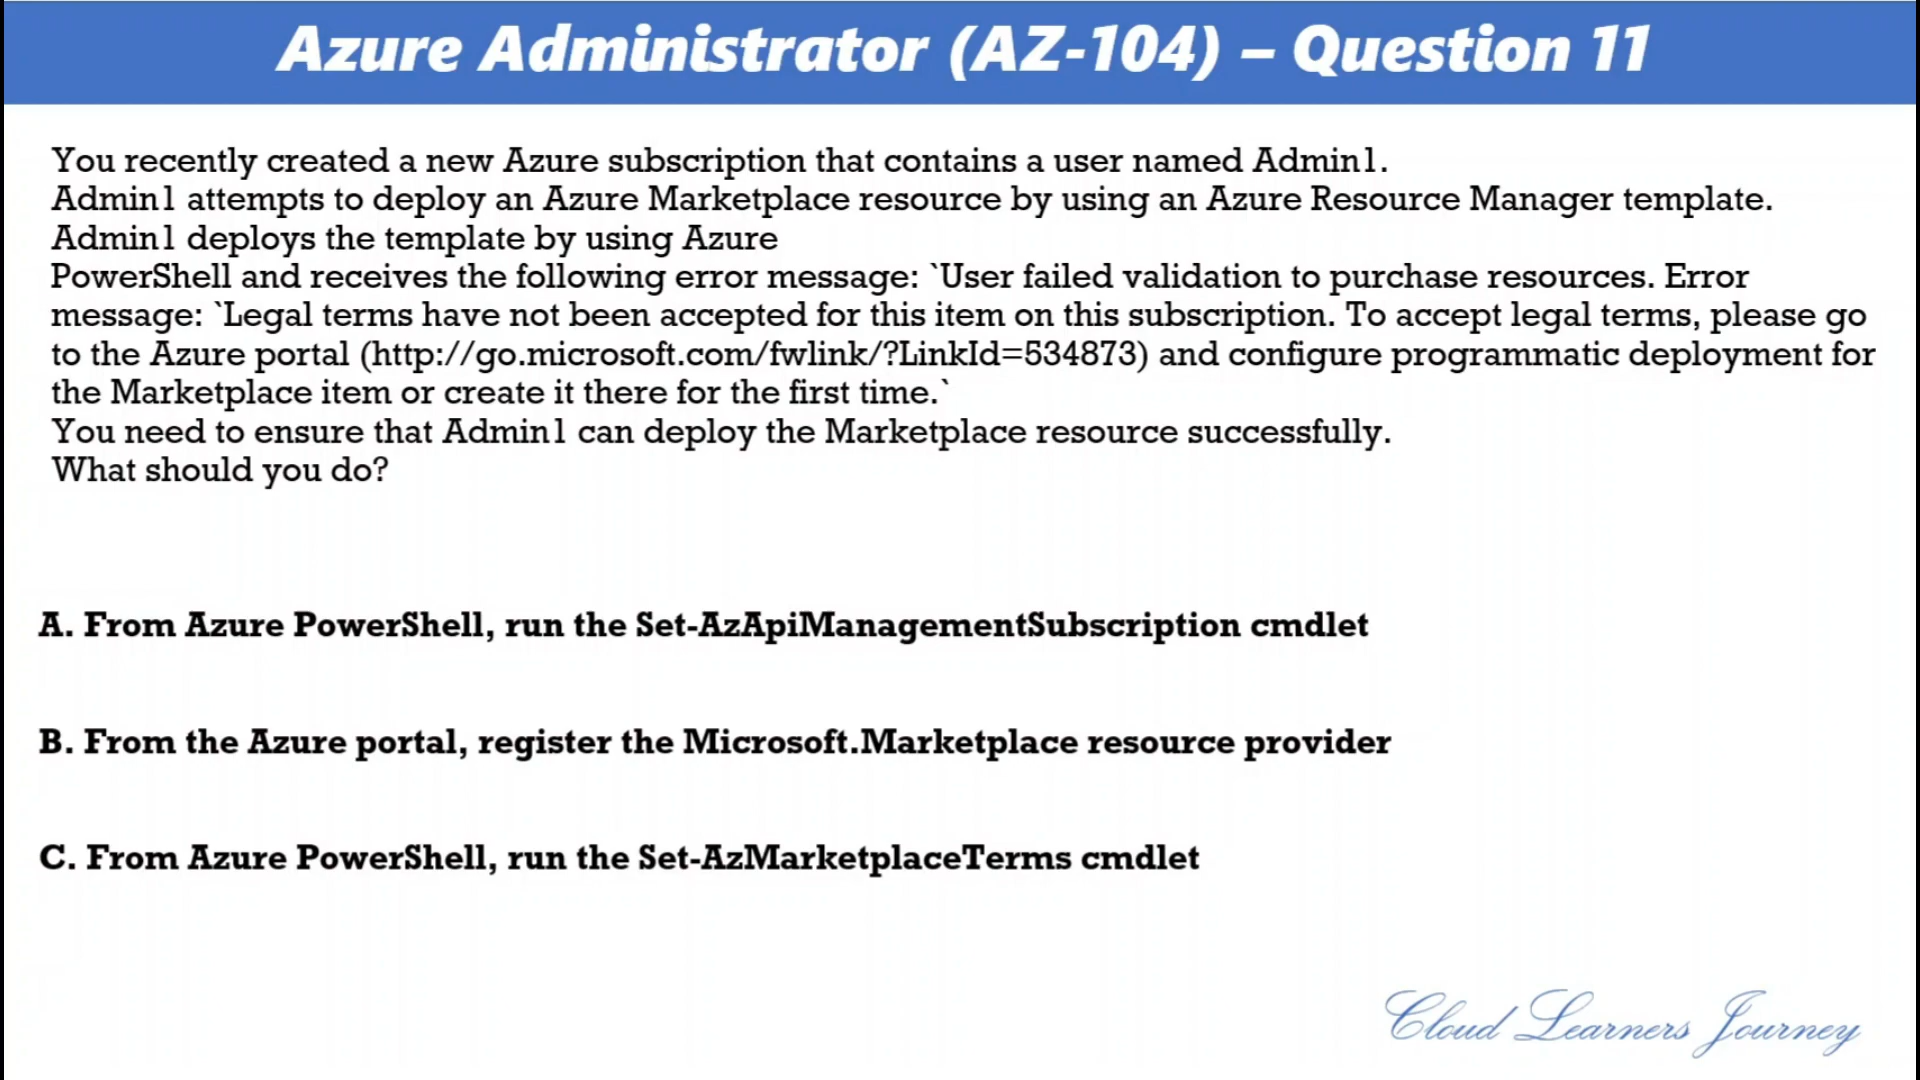 Azure Administrator (AZ-104) – Question 11
You recently created a new Azure subscription that contains a user named Admin1.
Admin1 attempts to deploy an Azure Marketplace resource by using an Azure Resource Manager template.
Admin1 deploys the template by using Azure
PowerShell and receives the following error message: `User failed validation to purchase resources. Error
message: `Legal terms have not been accepted for this item on this subscription. To accept legal terms, please go
to the Azure portal (http://go.microsoft.com/fwlink/?LinkId=534873) and configure programmatic deployment for
the Marketplace item or create it there for the first time.`
You need to ensure that Admin1 can deploy the Marketplace resource successfully.
What should you do?
A. From Azure PowerShell, run the Set-AzApiManagementSubscription cmdlet
B. From the Azure portal, register the Microsoft.Marketplace resource provider
C. From Azure PowerShell, run the Set-AzMarketplaceTerms cmdlet
Cloud Learners Journey